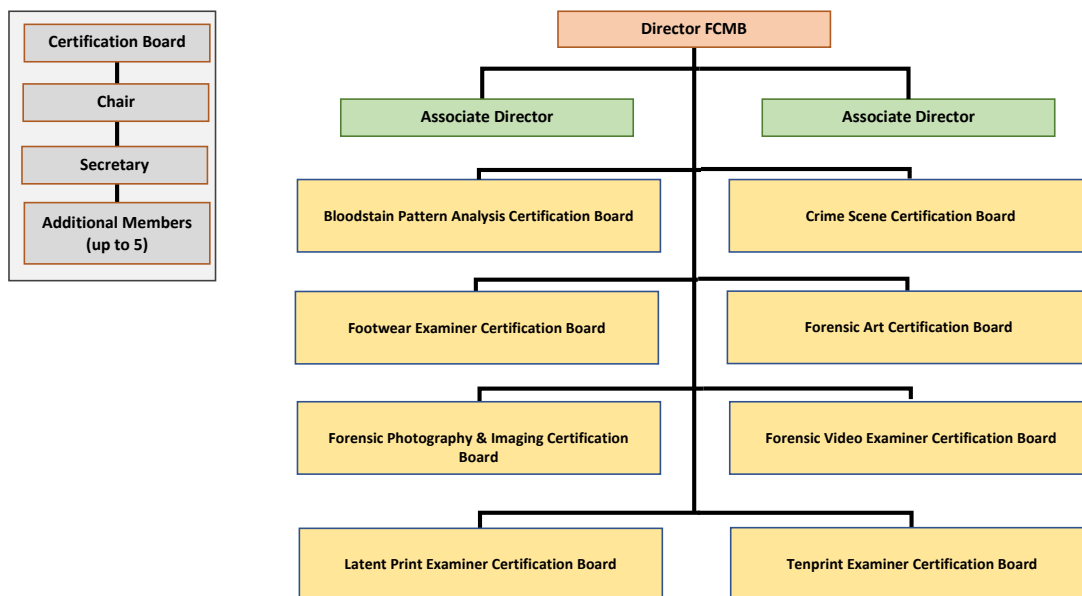 Certification Board
Chair
Secretary
Additional Members
(up to 5)
Director FCMB
Associate Director
Associate Director
Bloodstain Pattern Analysis Certification Board
Crime Scene Certification Board
Footwear Examiner Certification Board
Forensic Art Certification Board
Forensic Photography & Imaging Certification
Board
Forensic Video Examiner Certification Board
Latent Print Examiner Certification Board
Tenprint Examiner Certification Board